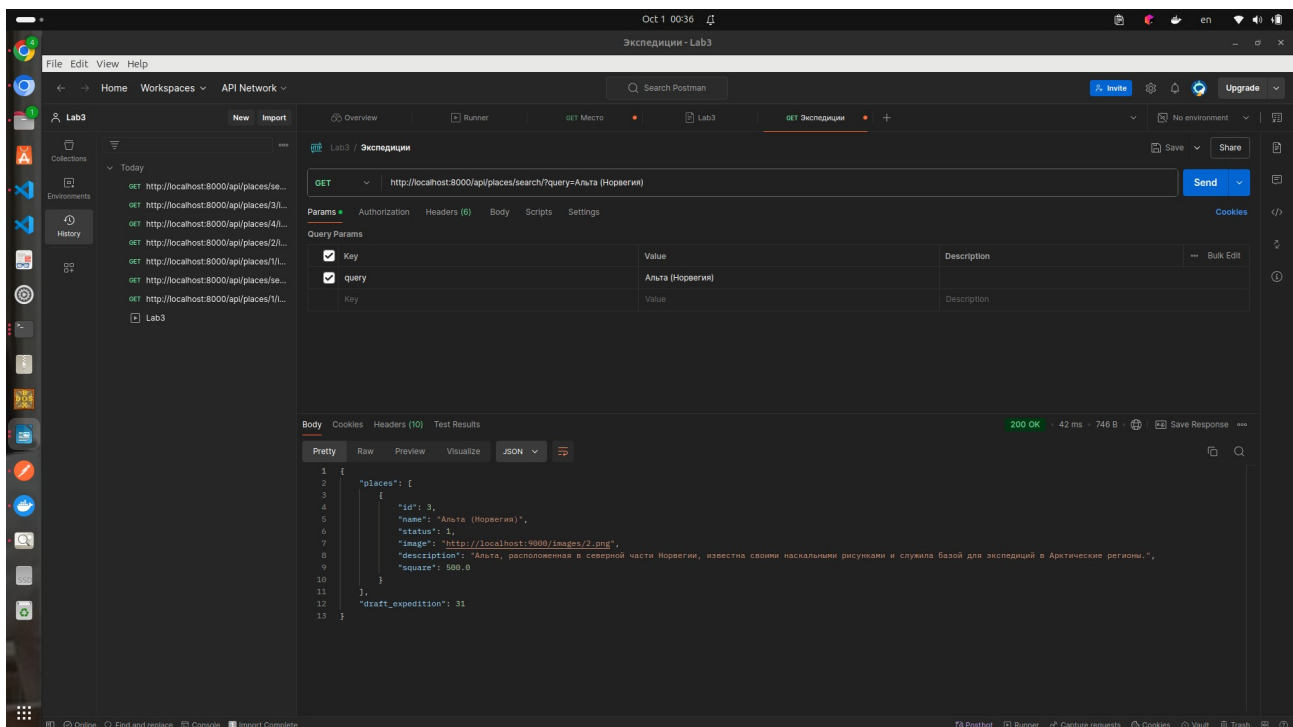 Oct 1 00:36
en
Экспедиции - Lab3
File Edit View Help
Home Workspaces API Network
Search Postman
Invite
Upgrade
Lab3
New Import
Overview
Runner
GET Место
Lab3
GET Экспедиции
No environment
Collections
Environments
History
Today
GET http://localhost:8000/api/places/se...
GET http://localhost:8000/api/places/3/i...
GET http://localhost:8000/api/places/4/i...
GET http://localhost:8000/api/places/2/i...
GET http://localhost:8000/api/places/1/i...
GET http://localhost:8000/api/places/se...
GET http://localhost:8000/api/places/1/i...
Lab3
Lab3 / Экспедиции
Save Share
GET http://localhost:8000/api/places/search/?query=Альта (Норвегия)
Send
Params Authorization Headers (6) Body Scripts Settings
Cookies
Query Params
Key Value Description
Bulk Edit
query Альта (Норвегия)
Key Value Description
Body Cookies Headers (10) Test Results
200 OK 42 ms 746 B Save Response
Pretty Raw Preview Visualize JSON
1 {
2 "places": [
3 {
4 "id": 3,
5 "name": "Альта (Норвегия)",
6 "status": 1,
7 "image": "http://localhost:9000/images/2.png",
8 "description": "Альта, расположенная в северной части Норвегии, известна своими наскальными рисунками и служила базой для экспедиций в Арктические регионы.",
9 "square": 500.0
10 }
11 ],
12 "draft_expedition": 31
13 }
Online Find and replace Console Import Complete
Postbot Runner Capture requests Cookies Vault Trash